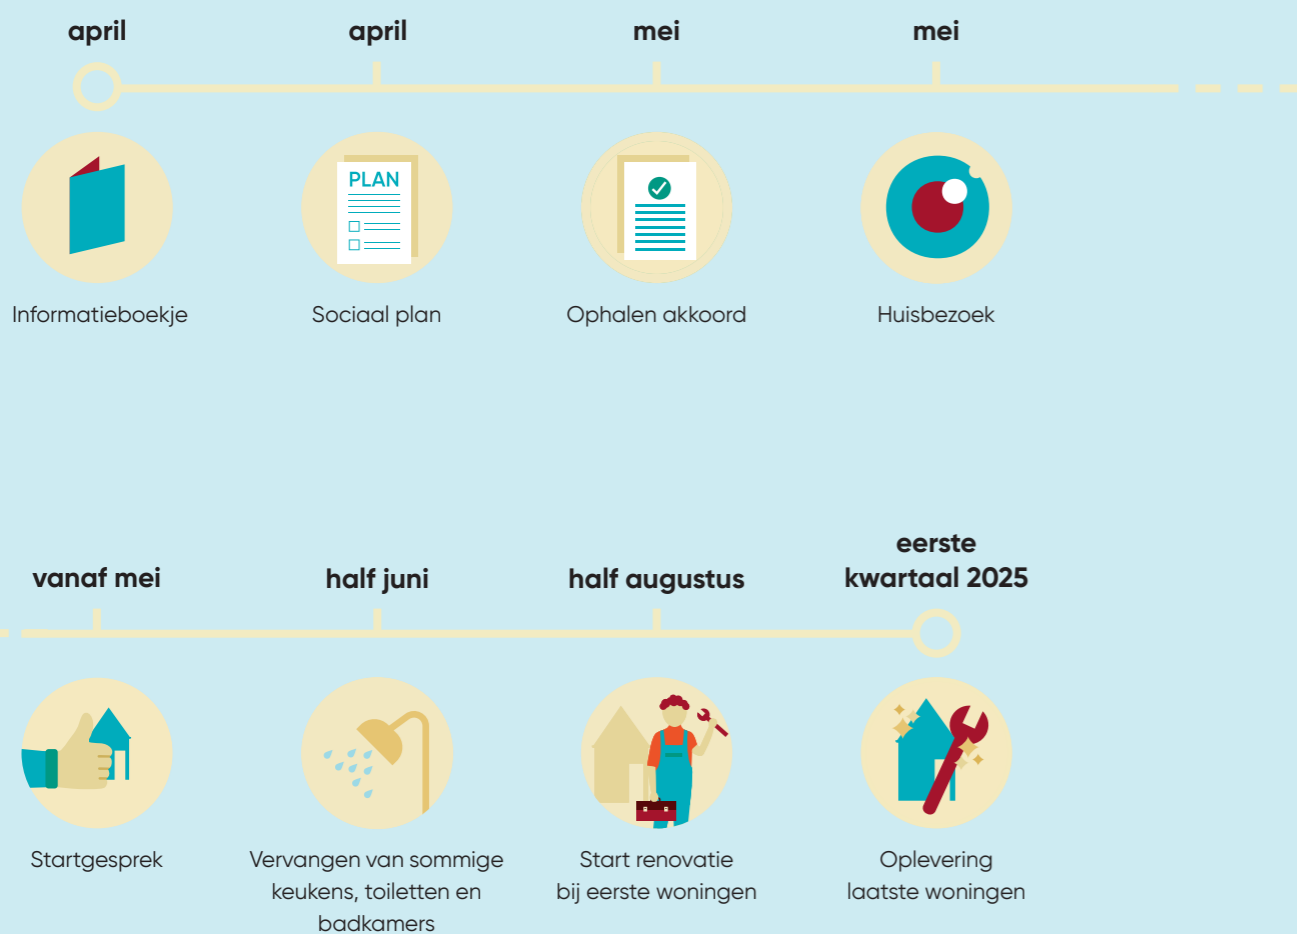 april
april
mei
mei
PLAN
Informatieboekje
Sociaal plan
Ophalen akkoord
Huisbezoek
vanaf mei
half juni
half augustus
eerste
kwartaal 2025
Startgesprek
Vervangen van sommige
keukens, toiletten en
badkamers
Start renovatie
bij eerste woningen
Oplevering
laatste woningen